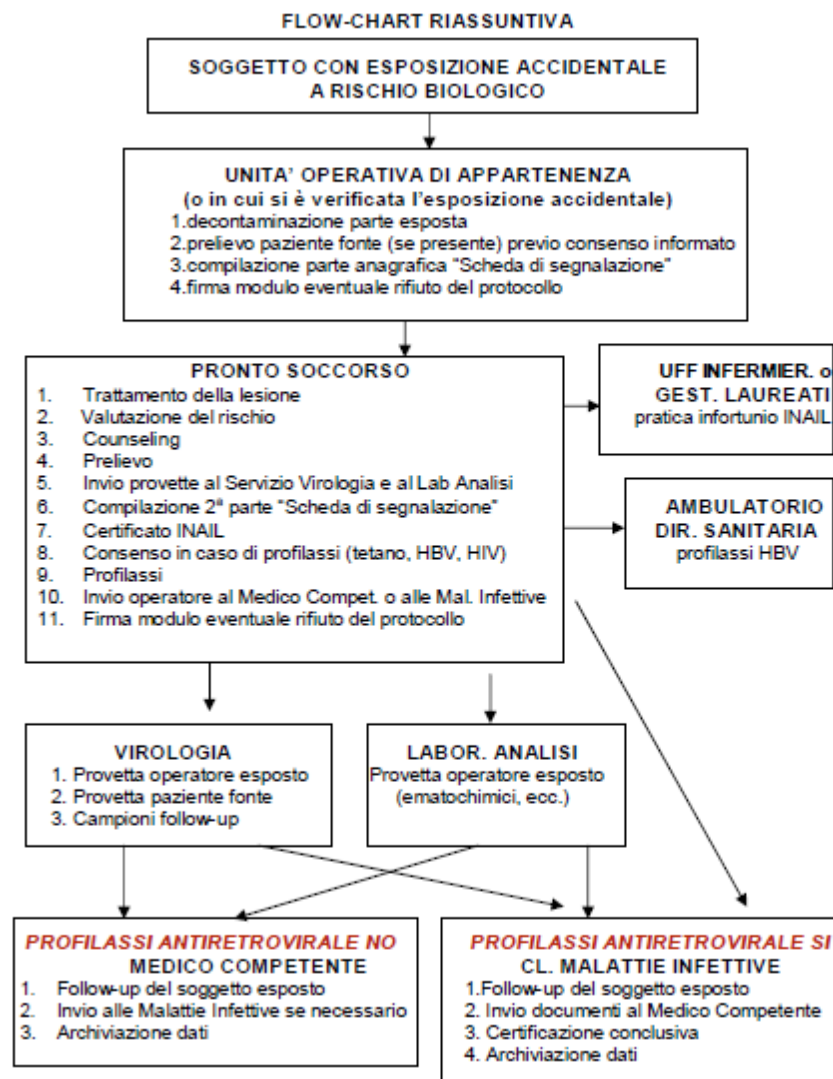 FLOW-CHART RIASSUNTIVA
SOGGETTO CON ESPOSIZIONE ACCIDENTALE
A RISCHIO BIOLOGICO
UNITA' OPERATIVA DI APPARTENENZA
(o in cui si è verificata l'esposizione accidentale)
1.decontaminazione parte esposta
2.prelievo paziente fonte (se presente) previo consenso informato
3.compilazione parte anagrafica "Scheda di segnalazione"
4.firma modulo eventuale rifiuto del protocollo
PRONTO SOCCORSO
1. Trattamento della lesione
2. Valutazione del rischio
3. Counseling
4. Prelievo
5. Invio provette al Servizio Virologia e al Lab Analisi
6. Compilazione 2ª parte "Scheda di segnalazione"
7. Certificato INAIL
8. Consenso in caso di profilassi (tetano, HBV, HIV)
9. Profilassi
10. Invio operatore al Medico Compet. o alle Mal. Infettive
11. Firma modulo eventuale rifiuto del protocollo
UFF INFERMIER. o
GEST. LAUREATI
pratica infortunio INAIL
AMBULATORIO
DIR. SANITARIA
profilassi HBV
VIROLOGIA
1. Provetta operatore esposto
2. Provetta paziente fonte
3. Campioni follow-up
LABOR. ANALISI
Provetta operatore esposto
(ematochimici, ecc.)
PROFILASSI ANTIRETROVIRALE NO
MEDICO COMPETENTE
1. Follow-up del soggetto esposto
2. Invio alle Malattie Infettive se necessario
3. Archiviazione dati
PROFILASSI ANTIRETROVIRALE SI
CL. MALATTIE INFETTIVE
1.Follow-up del soggetto esposto
2. Invio documenti al Medico Competente
3. Certificazione conclusiva
4. Archiviazione dati